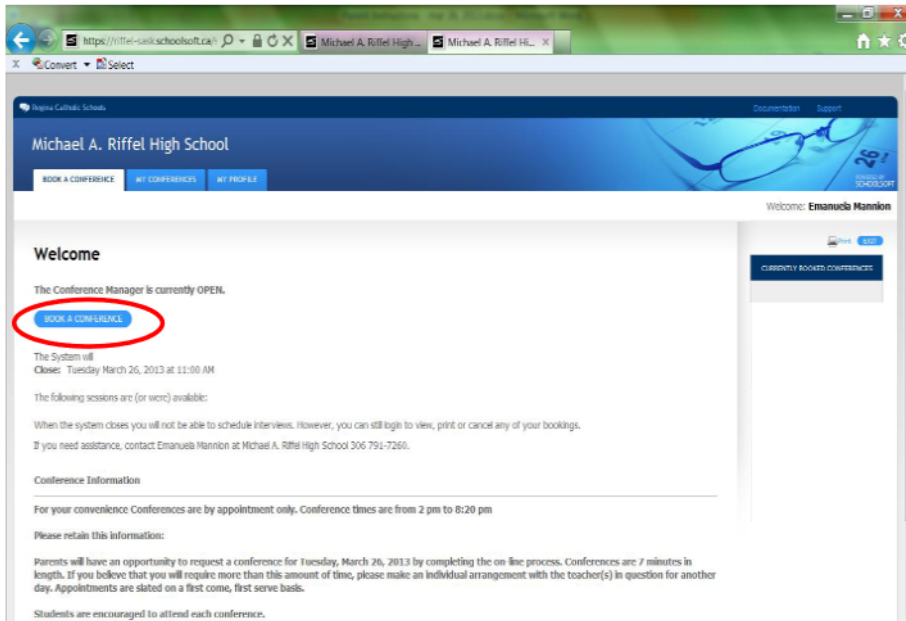 https://riffel-sask.schoolsoft.ca/
Michael A. Riffel High ...
Michael A. Riffel Hi...
x Convert Select
Regina Catholic Schools
Documentation Support
Michael A. Riffel High School
BOOK A CONFERENCE MY CONFERENCES MY PROFILE
POWERED BY
SCHOOLSOFT
Welcome: Emanuela Mannion
Print EXIT
Welcome
CURRENTLY BOOKED CONFERENCES
The Conference Manager is currently OPEN.
BOOK A CONFERENCE
The System will
Close: Tuesday March 26, 2013 at 11:00 AM
The following sessions are (or were) available:
When the system closes you will not be able to schedule interviews. However, you can still login to view, print or cancel any of your bookings.
If you need assistance, contact Emanuela Mannion at Michael A. Riffel High School 306 791-7260.
Conference Information
For your convenience Conferences are by appointment only. Conference times are from 2 pm to 8:20 pm
Please retain this information:
Parents will have an opportunity to request a conference for Tuesday, March 26, 2013 by completing the on-line process. Conferences are 7 minutes in
length. If you believe that you will require more than this amount of time, please make an individual arrangement with the teacher(s) in question for another
day. Appointments are slated on a first come, first serve basis.
Students are encouraged to attend each conference.